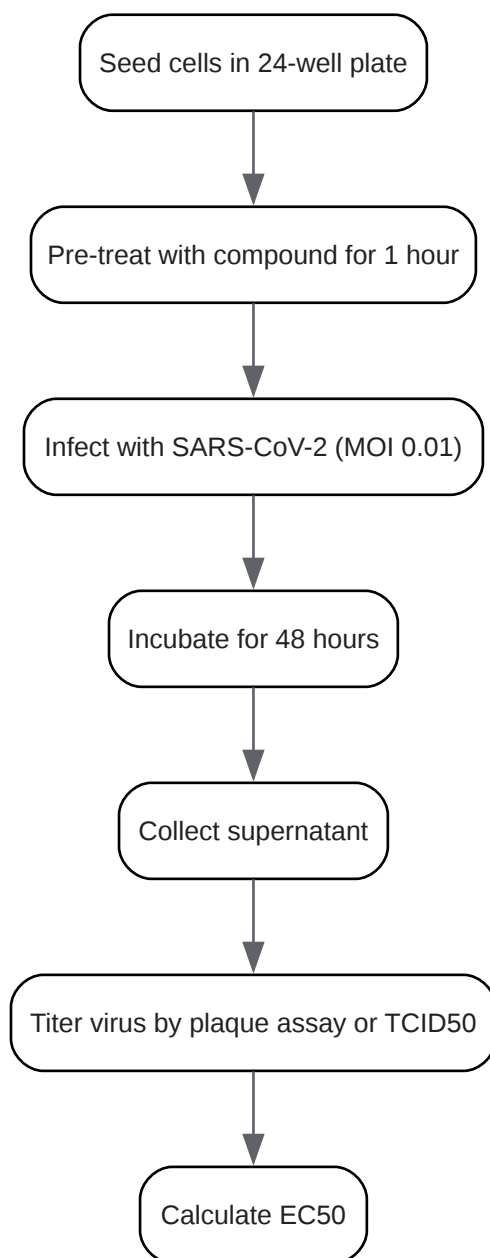 Seed cells in 24-well plate
Pre-treat with compound for 1 hour
Infect with SARS-CoV-2 (MOI 0.01)
Incubate for 48 hours
Collect supernatant
Titer virus by plaque assay or TCID50
Calculate EC50